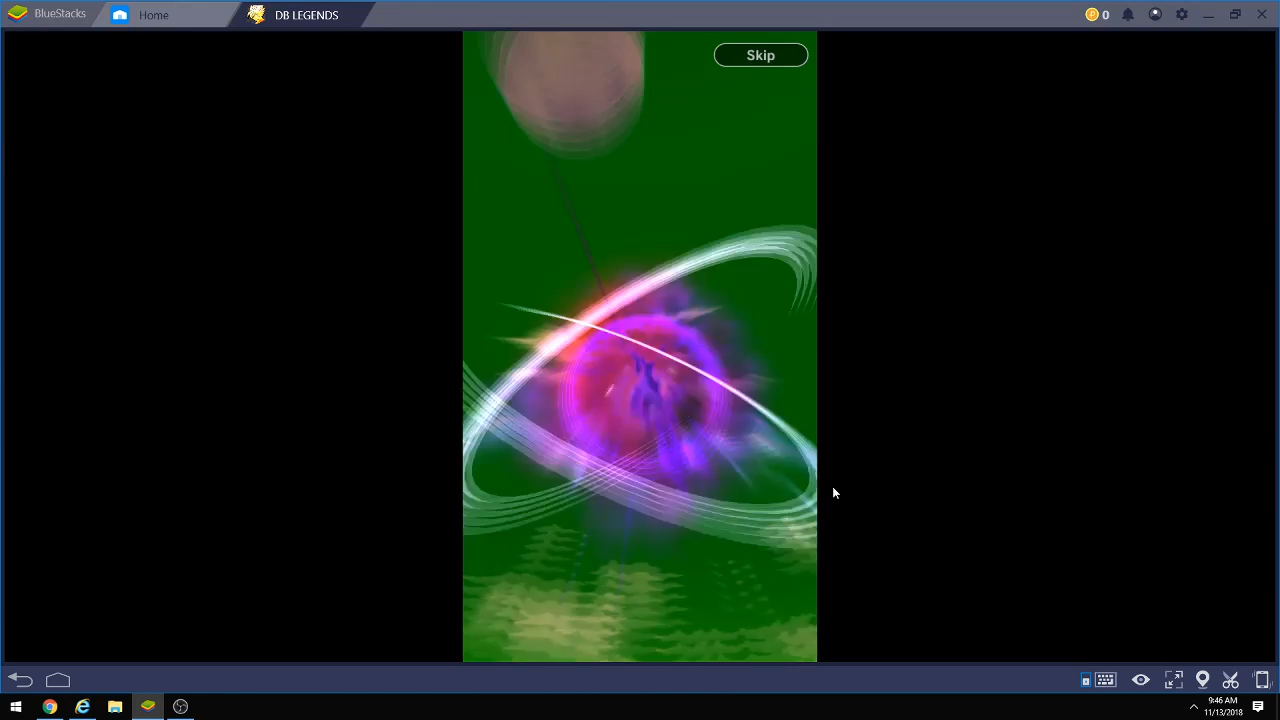 BlueStacks
Home
DB LEGENDS
0
Skip
9:46 AM
11/13/2018